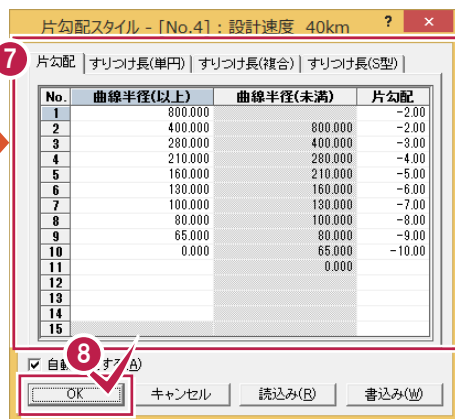 片勾配スタイル - [No.4] : 設計速度 40km ? ×
7
片勾配 すりつけ長(単円) すりつけ長(複合) すりつけ長(S型)
No. 曲線半径(以上) 曲線半径(未満) 片勾配
1 800.000 -2.00
2 400.000 800.000 -2.00
3 280.000 400.000 -3.00
4 210.000 280.000 -4.00
5 160.000 210.000 -5.00
6 130.000 160.000 -6.00
7 100.000 130.000 -7.00
8 80.000 100.000 -8.00
9 65.000 80.000 -9.00
10 0.000 65.000 -10.00
11 0.000
12
13
14
15
8
自動 する(A)
OK キャンセル 読込み(R) 書込み(W)